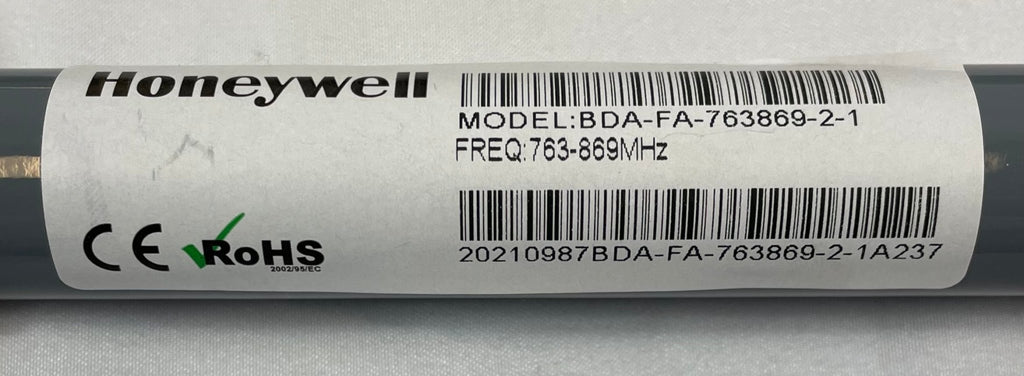 Honeywell
MODEL:BDA-FA-763869-2-1
FREQ:763-869MHz
CE RoHS
2002/95/EC
20210987BDA-FA-763869-2-1A237